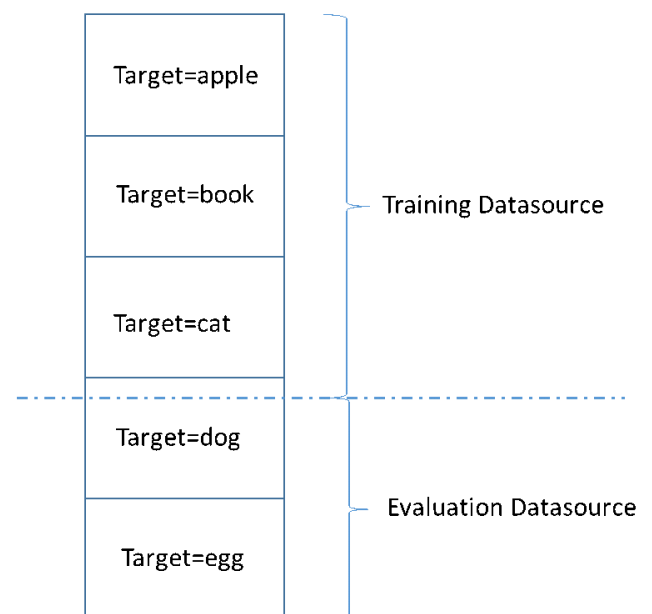 Target=apple
Target=book
Training Datasource
Target=cat
Target=dog
Evaluation Datasource
Target=egg